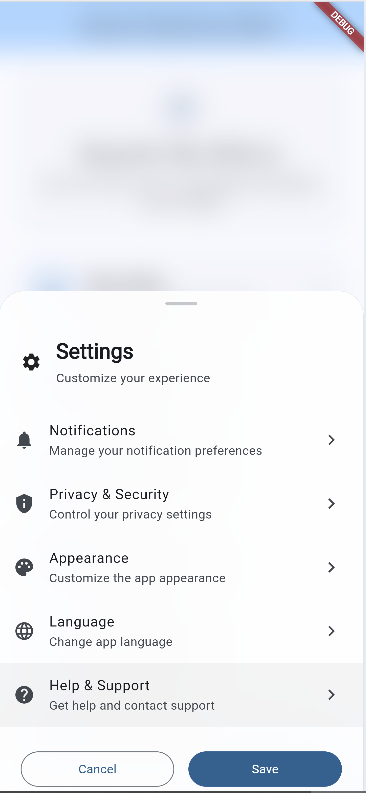 DEBUG
Settings
Customize your experience
Notifications
Manage your notification preferences
Privacy & Security
Control your privacy settings
Appearance
Customize the app appearance
Language
Change app language
Help & Support
Get help and contact support
Cancel
Save